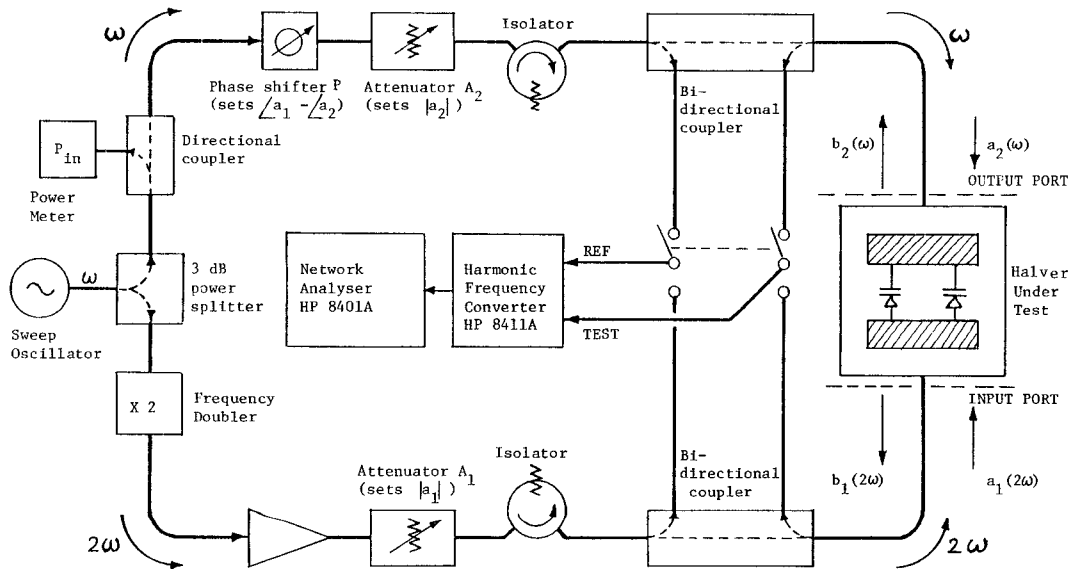 ω
Phase shifter P
(sets ∠a1 -∠a2)
Attenuator A2
(sets |a2|)
Isolator
Bi-
directional
coupler
ω
Pin
Power
Meter
Directional
coupler
b2(ω)
a2(ω)
OUTPUT PORT
ω
Sweep
Oscillator
3 dB
power
splitter
Network
Analyser
HP 8401A
Harmonic
Frequency
Converter
HP 8411A
REF
TEST
Halver
Under
Test
INPUT PORT
X 2
Frequency
Doubler
b1(2ω)
a1(2ω)
2ω
Attenuator A1
(sets |a1|)
Isolator
Bi-
directional
coupler
2ω